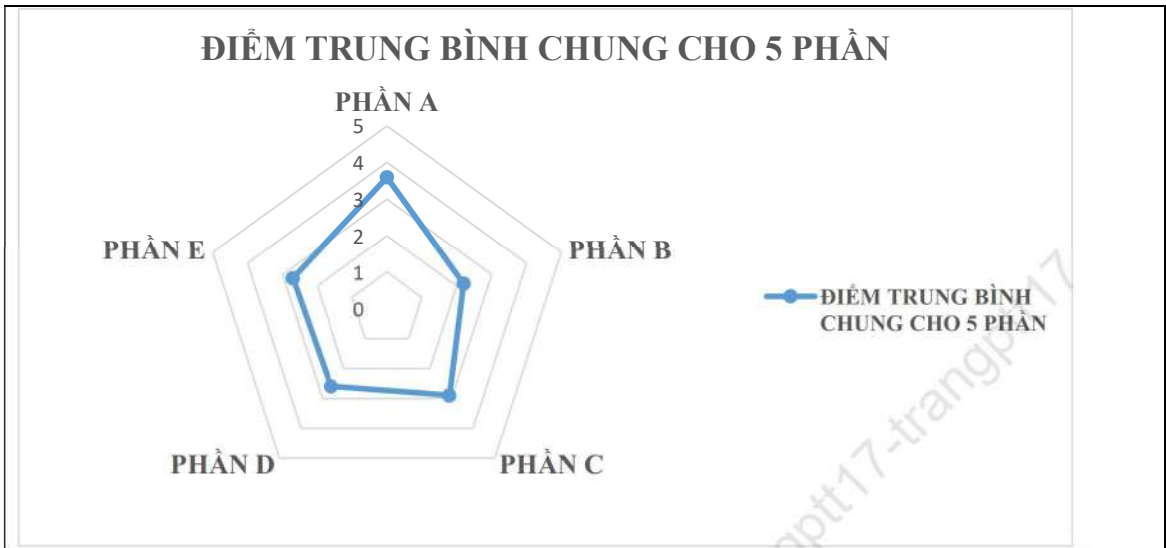 ĐIỂM TRUNG BÌNH CHUNG CHO 5 PHẦN
PHẦN A
5
4
3
2
1
0
PHẦN B
PHẦN C
PHẦN D
PHẦN E
ĐIỂM TRUNG BÌNH
CHUNG CHO 5 PHẦN